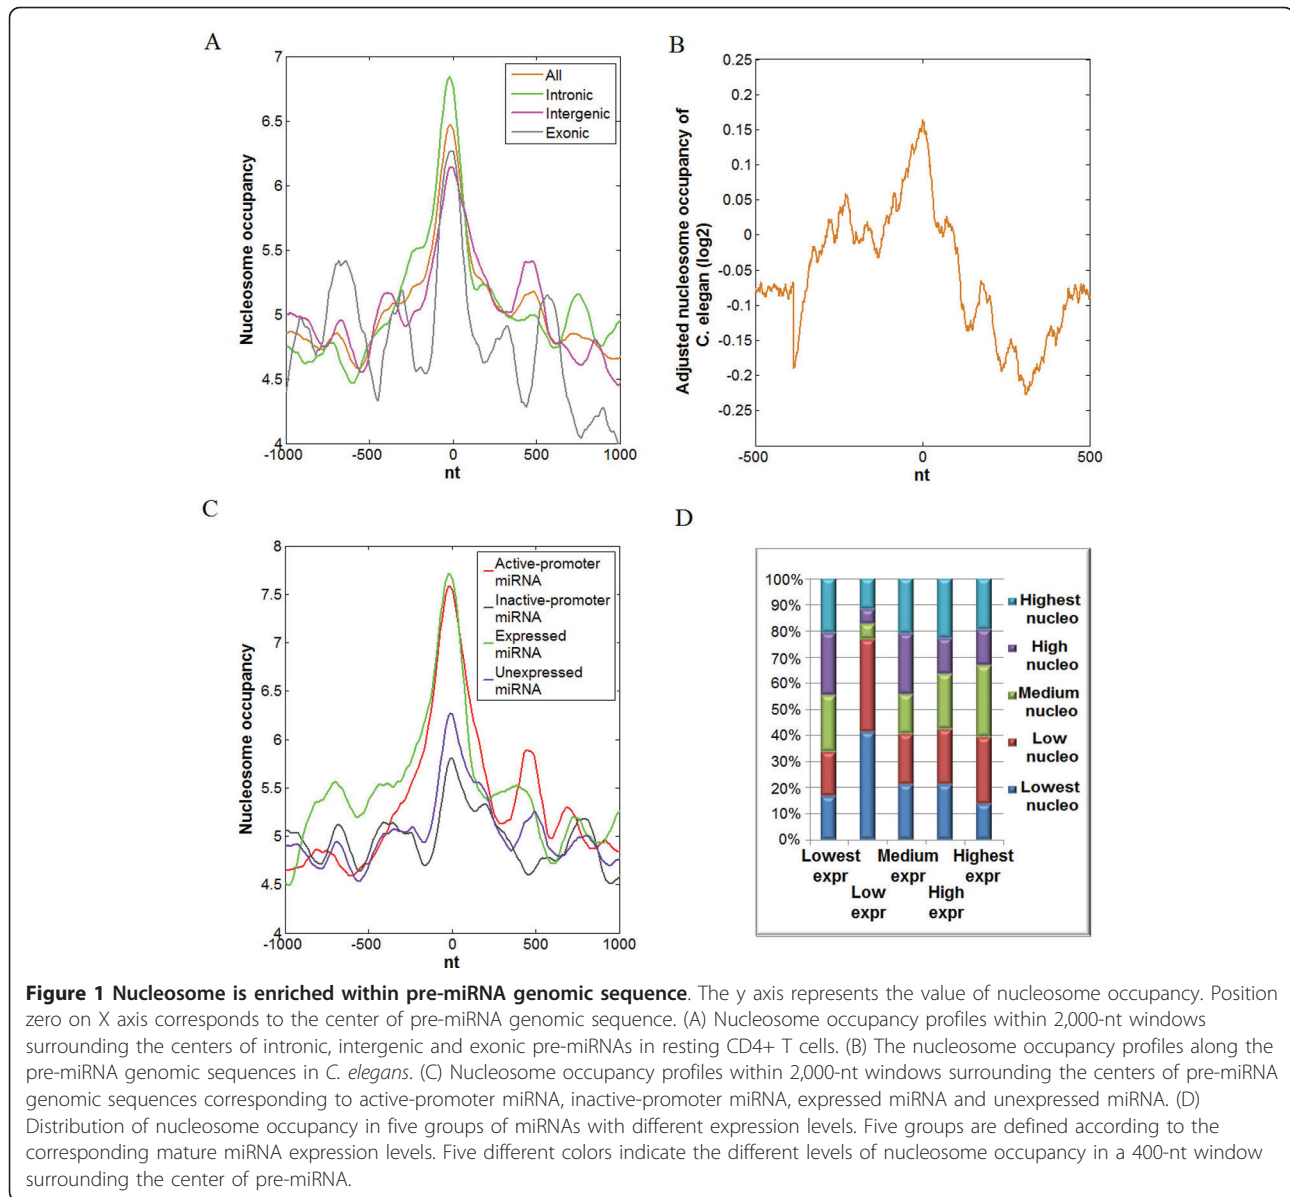 A
7
6.5
6
5.5
5
4.5
4
-1000
-500
0
500
1000
nt
Nucleosome occupancy
All
Intronic
Intergenic
Exonic
B
0.25
0.2
0.15
0.1
0.05
0
-0.05
-0.1
-0.15
-0.2
-0.25
-500
0
500
nt
Adjusted nucleosome occupancy of
C. elegan (log2)
C
8
7.5
7
6.5
6
5.5
5
4.5
4
-1000
-500
0
500
1000
nt
Nucleosome occupancy
Active-promoter
miRNA
Inactive-promoter
miRNA
Expressed
miRNA
Unexpressed
miRNA
D
100%
90%
80%
70%
60%
50%
40%
30%
20%
10%
0%
Lowest
expr
Low
expr
Medium
expr
High
expr
Highest
expr
Highest
nucleo
High
nucleo
Medium
nucleo
Low
nucleo
Lowest
nucleo
Figure 1 Nucleosome is enriched within pre-miRNA genomic sequence. The y axis represents the value of nucleosome occupancy. Position
zero on X axis corresponds to the center of pre-miRNA genomic sequence. (A) Nucleosome occupancy profiles within 2,000-nt windows
surrounding the centers of intronic, intergenic and exonic pre-miRNAs in resting CD4+ T cells. (B) The nucleosome occupancy profiles along the
pre-miRNA genomic sequences in C. elegans. (C) Nucleosome occupancy profiles within 2,000-nt windows surrounding the centers of pre-miRNA
genomic sequences corresponding to active-promoter miRNA, inactive-promoter miRNA, expressed miRNA and unexpressed miRNA. (D)
Distribution of nucleosome occupancy in five groups of miRNAs with different expression levels. Five groups are defined according to the
corresponding mature miRNA expression levels. Five different colors indicate the different levels of nucleosome occupancy in a 400-nt window
surrounding the center of pre-miRNA.